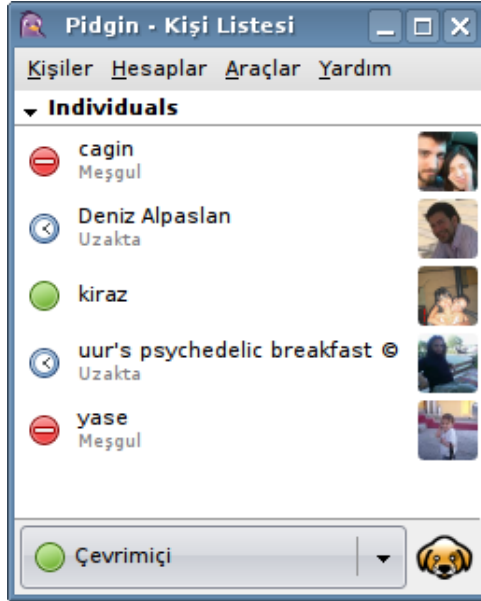 Pidgin - Kişi Listesi
Kişiler Hesaplar Araçlar Yardım
Individuals
cagin
Meşgul
Deniz Alpaslan
Uzakta
kiraz
uur's psychedelic breakfast ©
Uzakta
yase
Meşgul
Çevrimiçi